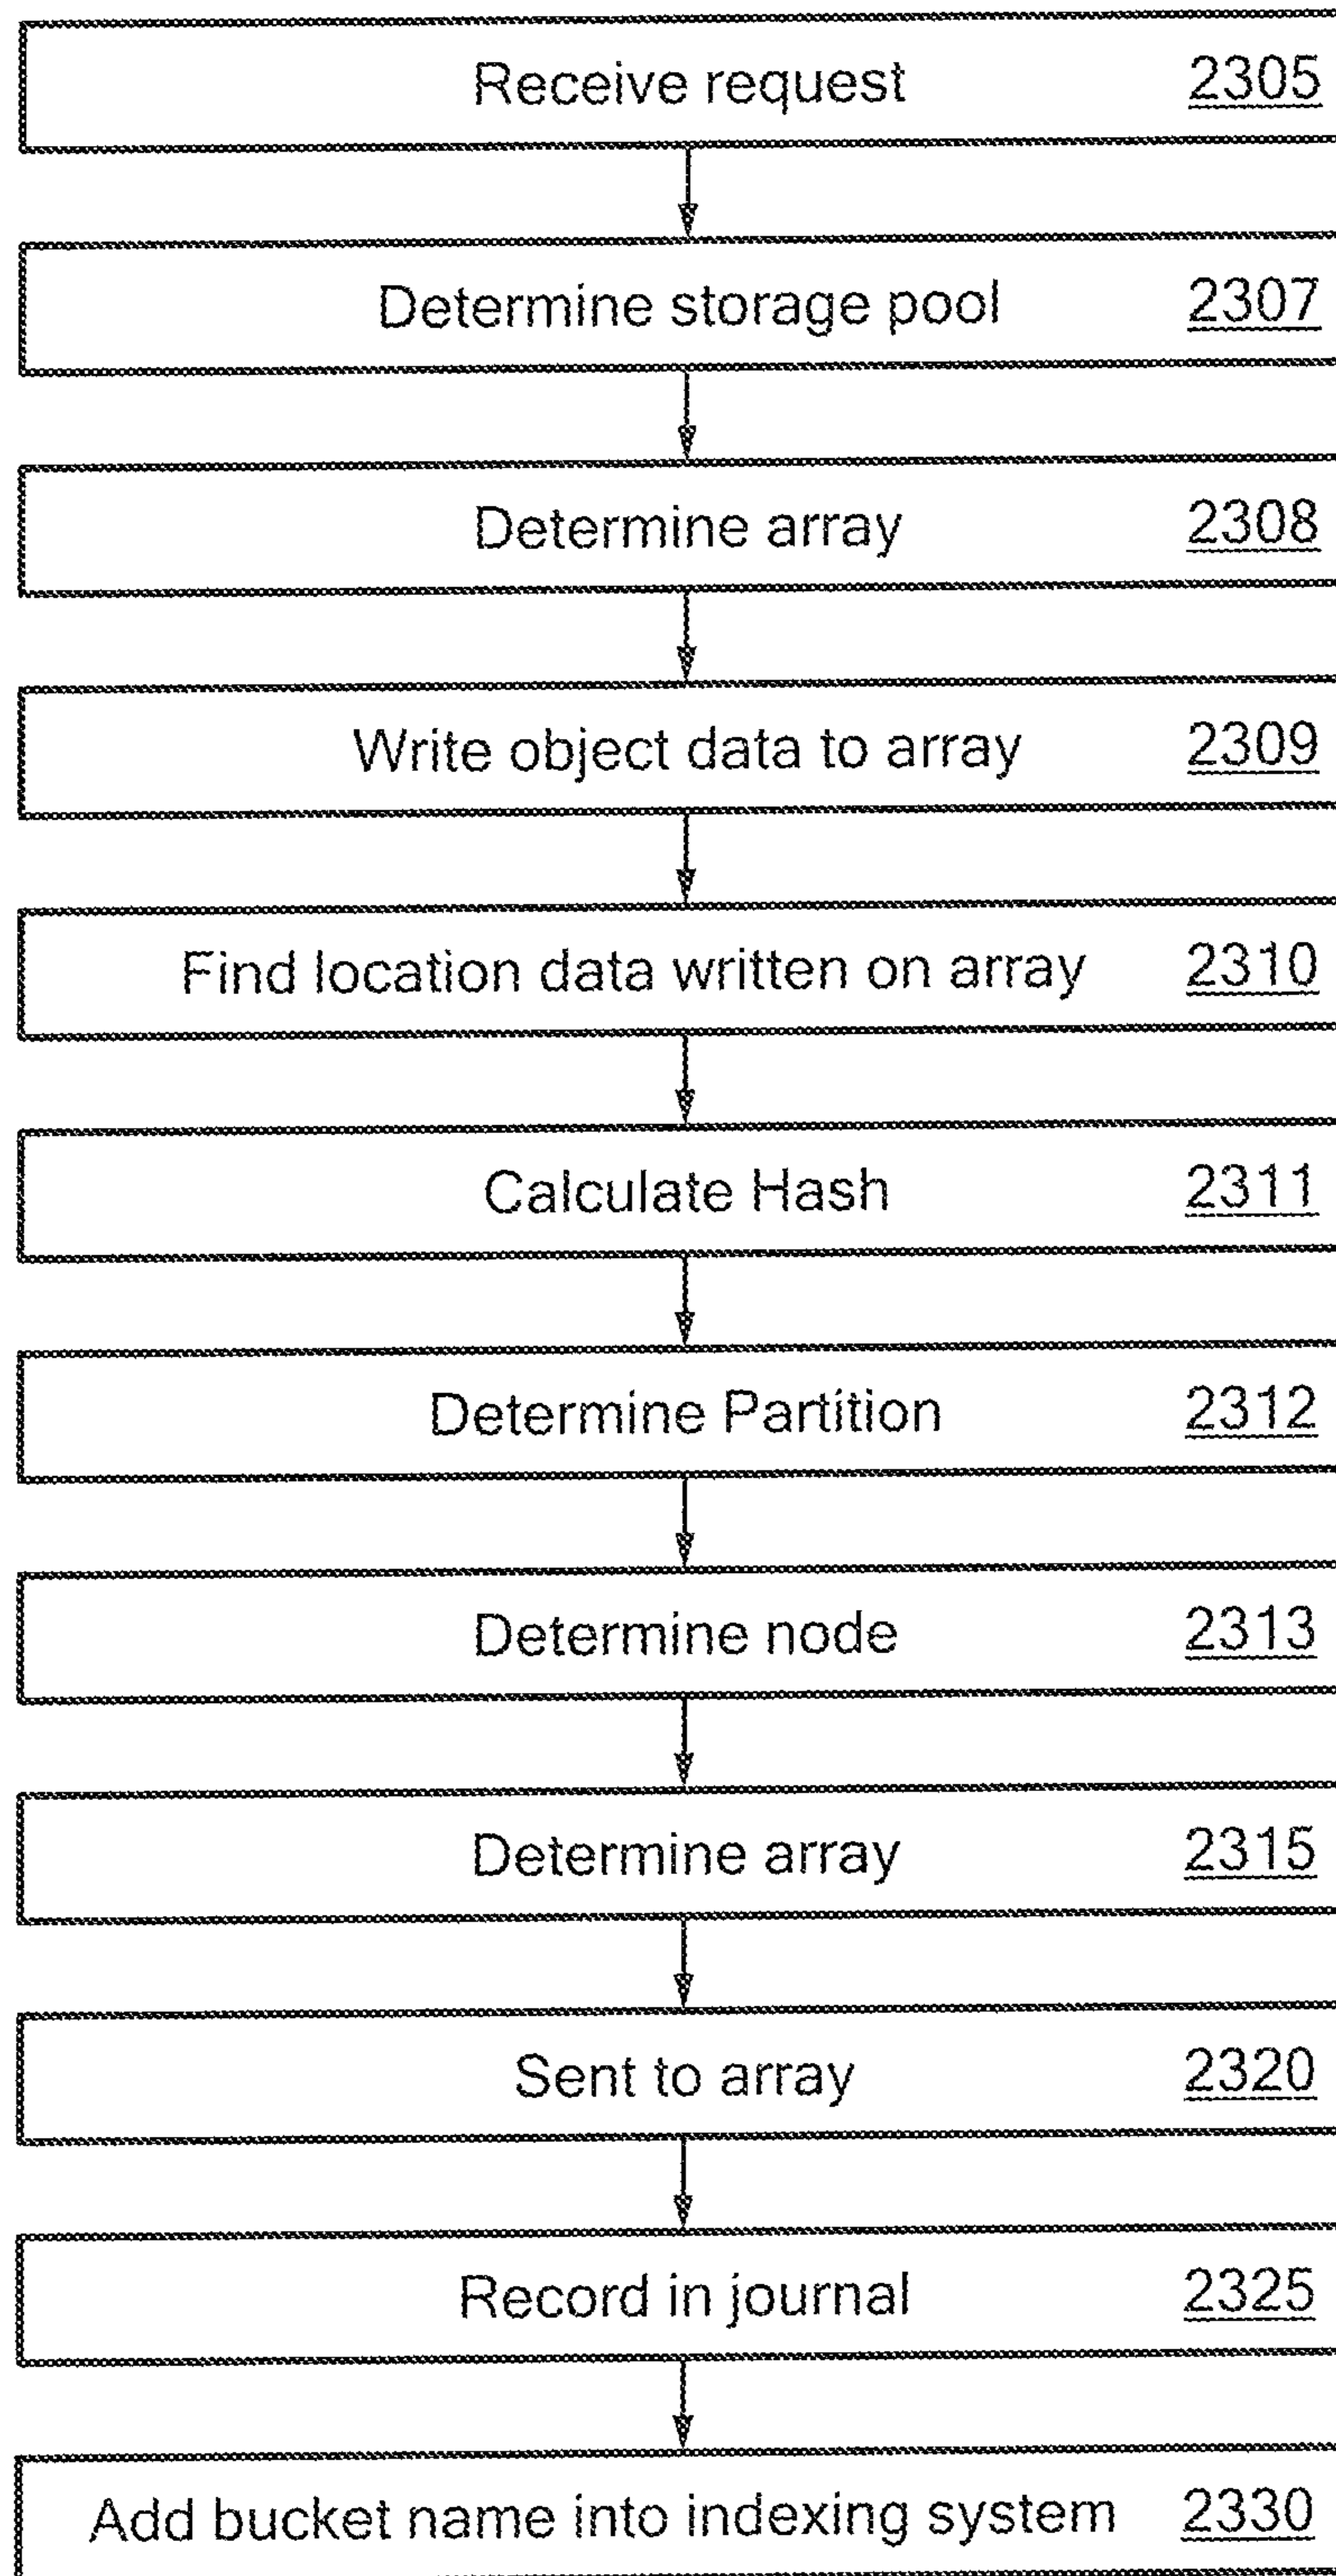 Receive request 2305
Determine storage pool 2307
Determine array 2308
Write object data to array 2309
Find location data written on array 2310
Calculate Hash 2311
Determine Partition 2312
Determine node 2313
Determine array 2315
Sent to array 2320
Record in journal 2325
Add bucket name into indexing system 2330